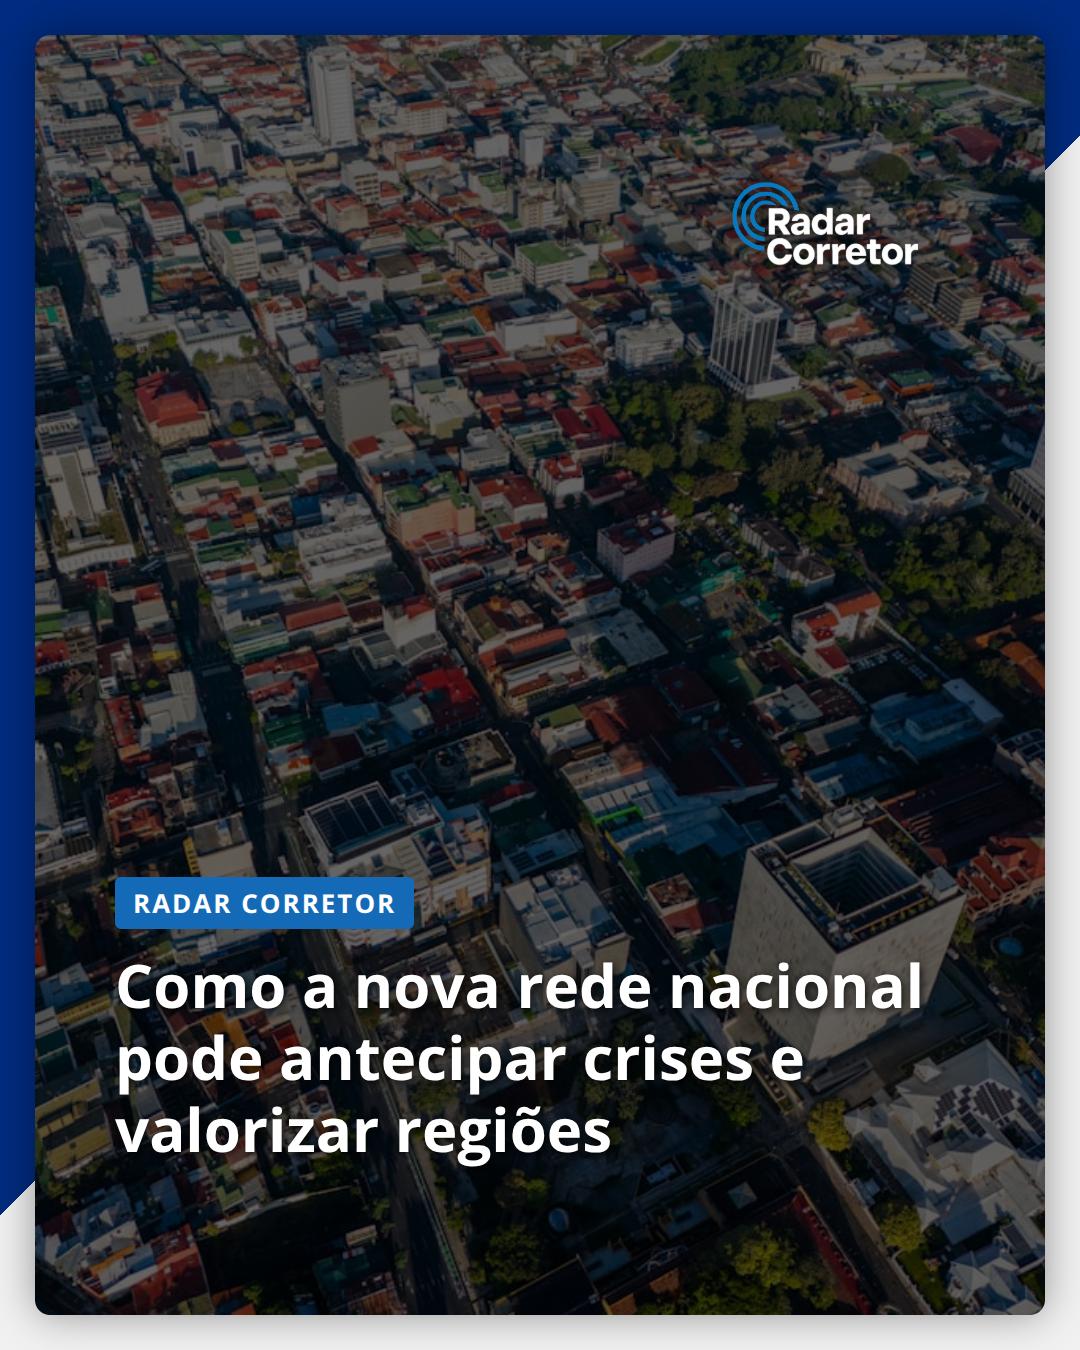 Radar
Corretor
RADAR CORRETOR
Como a nova rede nacional
pode antecipar crises e
valorizar regiões